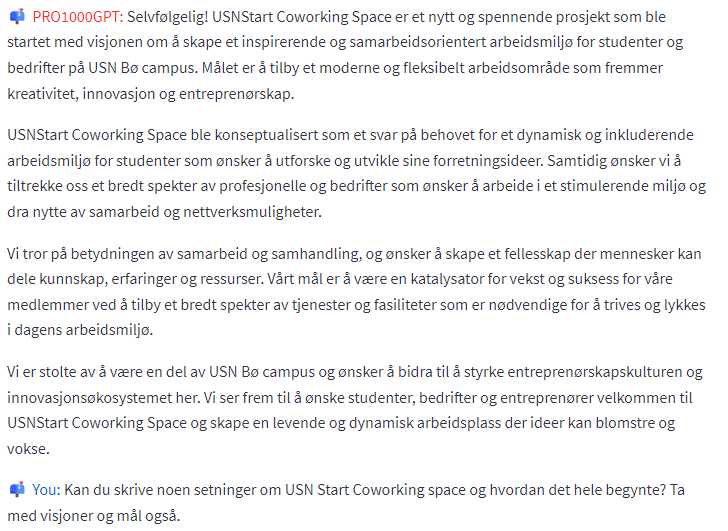 PRO1000GPT: Selvfølgelig! USNStart Coworking Space er et nytt og spennende prosjekt som ble
startet med visjonen om å skape et inspirerende og samarbeidsorientert arbeidsmiljø for studenter og
bedrifter på USN Bø campus. Målet er å tilby et moderne og fleksibelt arbeidsområde som fremmer
kreativitet, innovasjon og entreprenørskap.
USNStart Coworking Space ble konseptualisert som et svar på behovet for et dynamisk og inkluderende
arbeidsmiljø for studenter som ønsker å utforske og utvikle sine forretningsideer. Samtidig ønsker vi å
tiltrekke oss et bredt spekter av profesjonelle og bedrifter som ønsker å arbeide i et stimulerende miljø og
dra nytte av samarbeid og nettverksmuligheter.
Vi tror på betydningen av samarbeid og samhandling, og ønsker å skape et fellesskap der mennesker kan
dele kunnskap, erfaringer og ressurser. Vårt mål er å være en katalysator for vekst og suksess for våre
medlemmer ved å tilby et bredt spekter av tjenester og fasiliteter som er nødvendige for å trives og lykkes
i dagens arbeidsmiljø.
Vi er stolte av å være en del av USN Bø campus og ønsker å bidra til å styrke entreprenørskapskulturen og
innovasjonsøkosystemet her. Vi ser frem til å ønske studenter, bedrifter og entreprenører velkommen til
USNStart Coworking Space og skape en levende og dynamisk arbeidsplass der ideer kan blomstre og
vokse.
You: Kan du skrive noen setninger om USN Start Coworking space og hvordan det hele begynte? Ta
med visjoner og mål også.